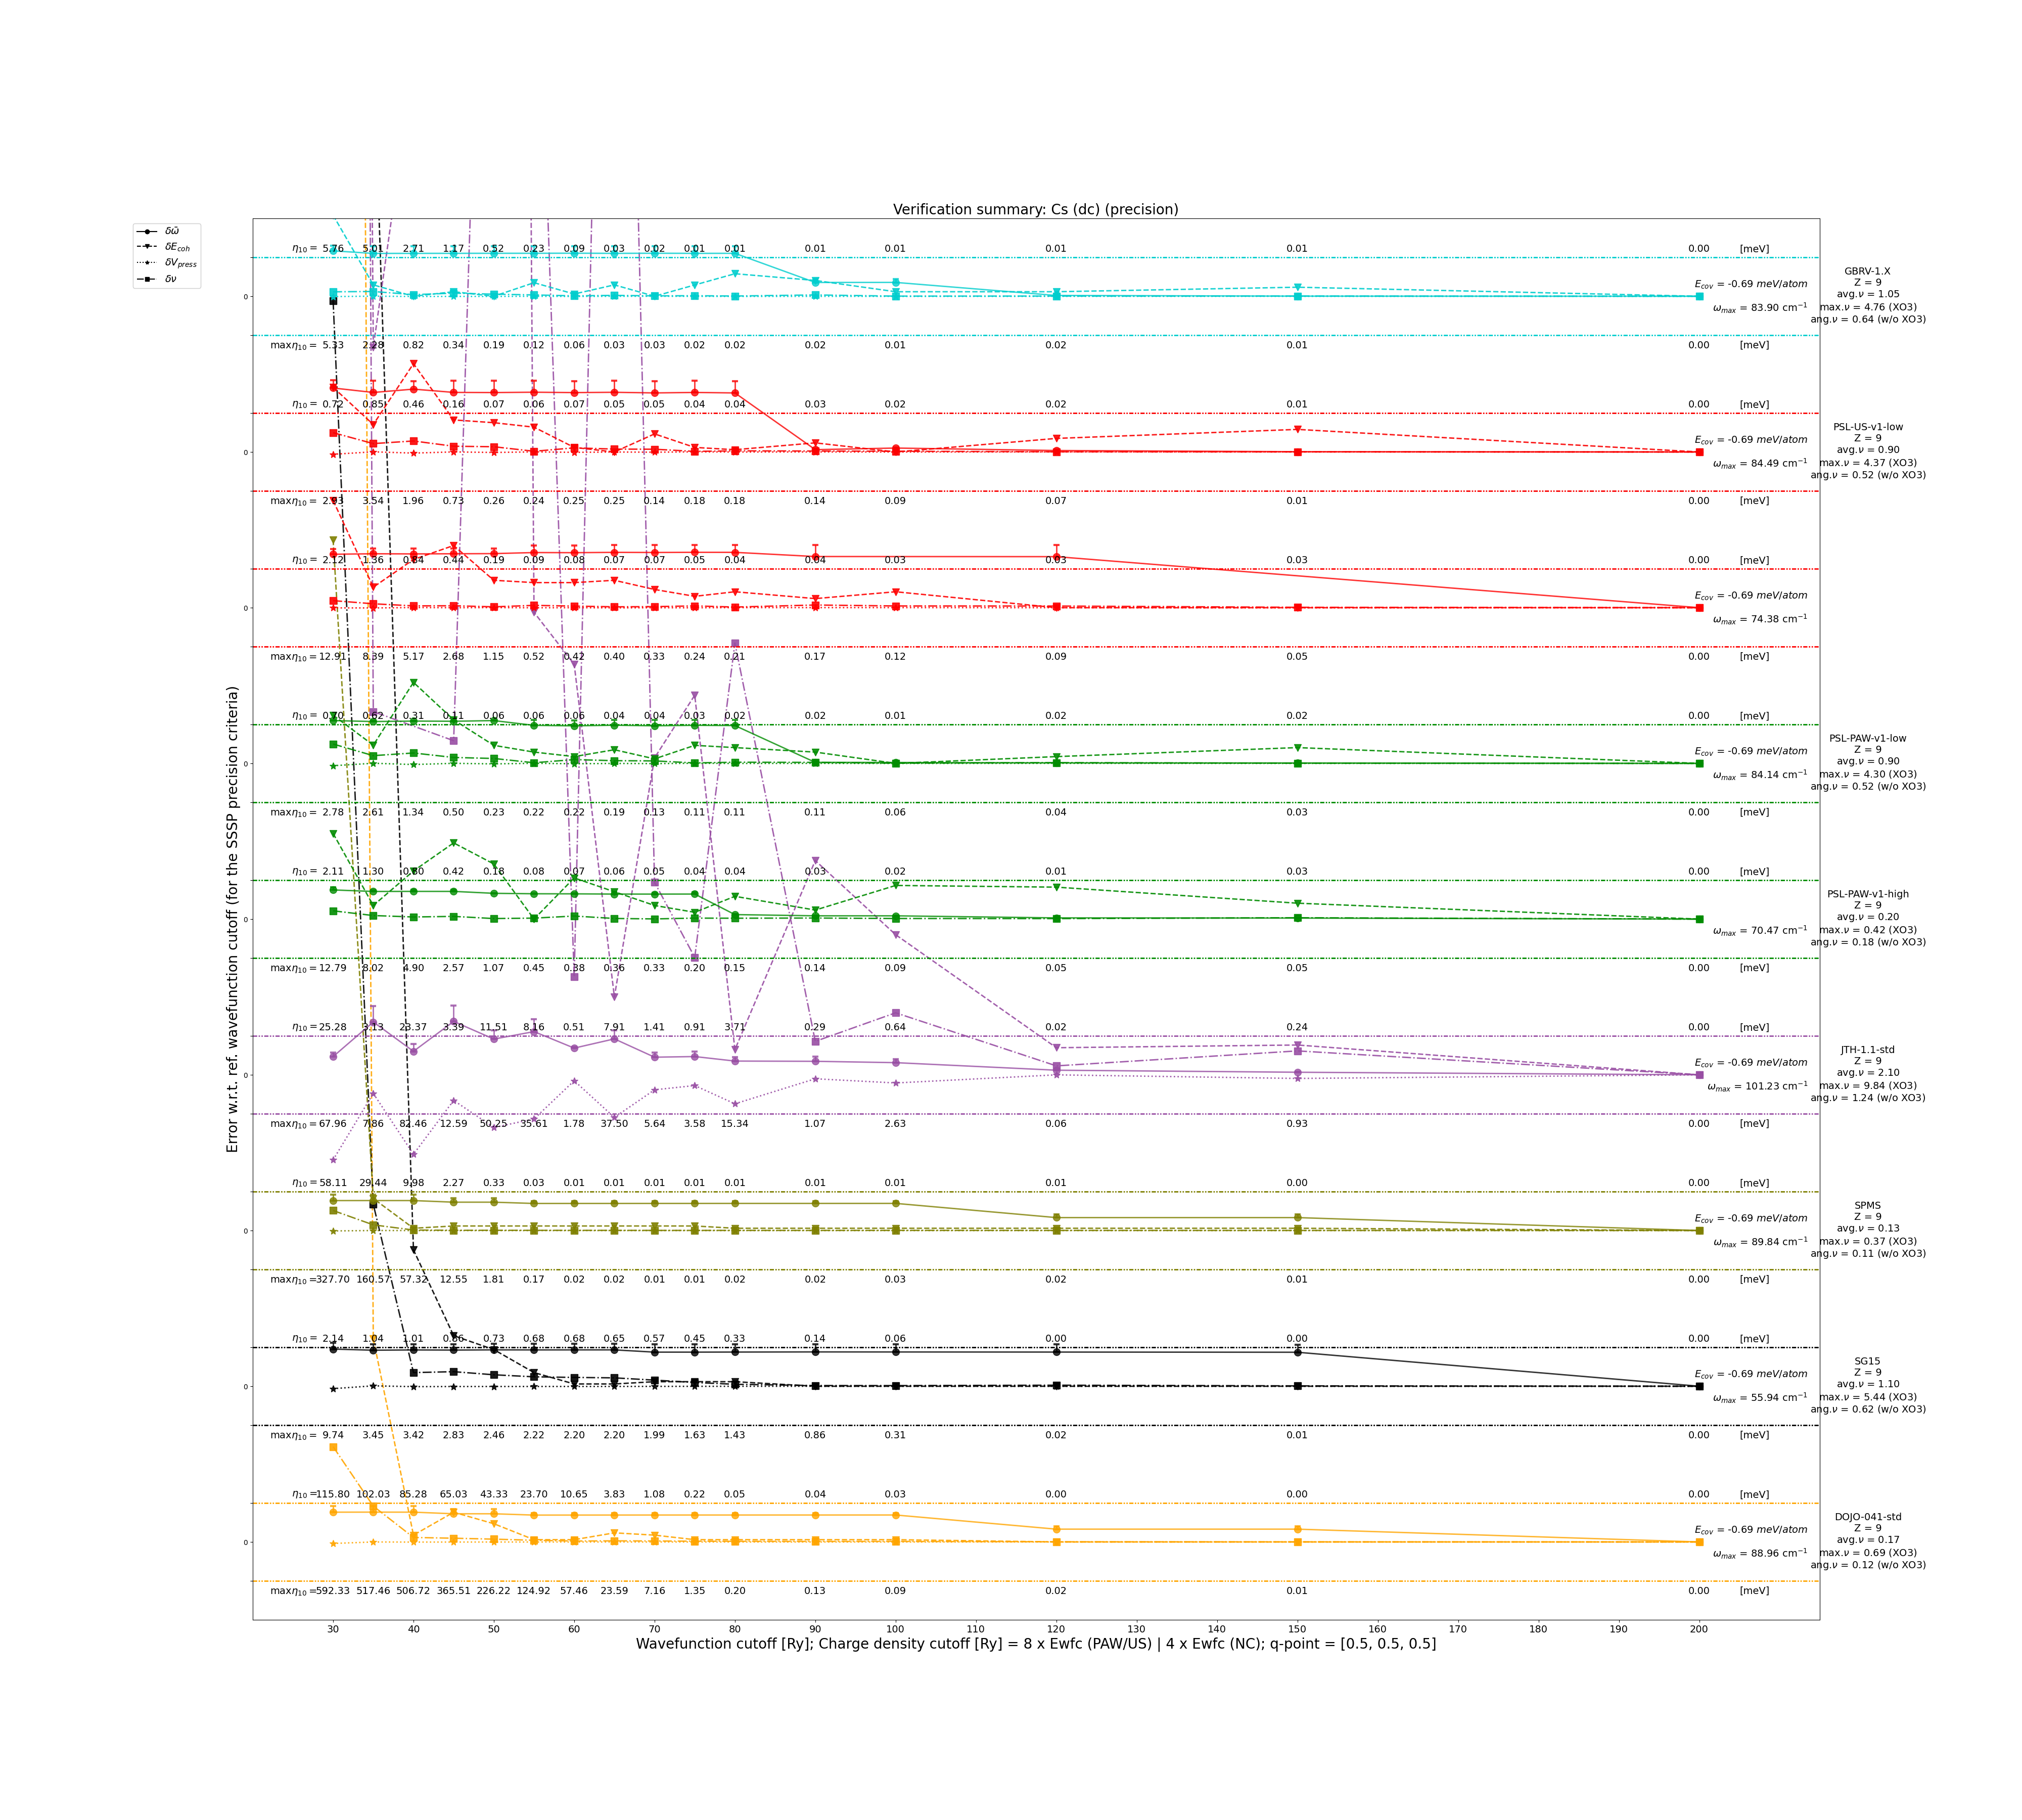 Verification summary: Cs (dc) (precision)
δω̄
δE_coh
δV_press
δν
Error w.r.t. ref. wavefunction cutoff (for the SSSP precision criteria)
η₁₀ = 5.76 5.01 2.71 1.17 0.52 0.23 0.09 0.03 0.02 0.01 0.01 0.01 0.01 0.01 0.01 0.00 [meV]
0
E_cov = -0.69 meV/atom
ω_max = 83.90 cm⁻¹
GBRV-1.X
Z = 9
avg.ν = 1.05
max.ν = 4.76 (XO3)
ang.ν = 0.64 (w/o XO3)
maxη₁₀ = 5.33 2.28 0.82 0.34 0.19 0.12 0.06 0.03 0.03 0.02 0.02 0.02 0.01 0.02 0.01 0.00 [meV]
η₁₀ = 0.72 0.85 0.46 0.16 0.07 0.06 0.07 0.05 0.05 0.04 0.04 0.03 0.02 0.02 0.01 0.00 [meV]
0
E_cov = -0.69 meV/atom
ω_max = 84.49 cm⁻¹
PSL-US-v1-low
Z = 9
avg.ν = 0.90
max.ν = 4.37 (XO3)
ang.ν = 0.52 (w/o XO3)
maxη₁₀ = 2.93 3.54 1.96 0.73 0.26 0.24 0.25 0.25 0.14 0.18 0.18 0.14 0.09 0.07 0.01 0.00 [meV]
η₁₀ = 2.12 1.36 0.84 0.44 0.19 0.09 0.08 0.07 0.07 0.05 0.04 0.04 0.03 0.03 0.03 0.00 [meV]
0
E_cov = -0.69 meV/atom
ω_max = 74.38 cm⁻¹
maxη₁₀ = 12.91 8.39 5.17 2.68 1.15 0.52 0.42 0.40 0.33 0.24 0.21 0.17 0.12 0.09 0.05 0.00 [meV]
η₁₀ = 0.70 0.62 0.31 0.11 0.06 0.06 0.06 0.04 0.04 0.03 0.02 0.02 0.01 0.02 0.02 0.00 [meV]
0
E_cov = -0.69 meV/atom
ω_max = 84.14 cm⁻¹
PSL-PAW-v1-low
Z = 9
avg.ν = 0.90
max.ν = 4.30 (XO3)
ang.ν = 0.52 (w/o XO3)
maxη₁₀ = 2.78 2.61 1.34 0.50 0.23 0.22 0.22 0.19 0.13 0.11 0.11 0.11 0.06 0.04 0.03 0.00 [meV]
η₁₀ = 2.11 1.30 0.80 0.42 0.18 0.08 0.07 0.06 0.05 0.04 0.04 0.03 0.02 0.01 0.03 0.00 [meV]
0
ω_max = 70.47 cm⁻¹
PSL-PAW-v1-high
Z = 9
avg.ν = 0.20
max.ν = 0.42 (XO3)
ang.ν = 0.18 (w/o XO3)
maxη₁₀ = 12.79 8.02 4.90 2.57 1.07 0.45 0.38 0.36 0.33 0.20 0.15 0.14 0.09 0.05 0.05 0.00 [meV]
η₁₀ = 25.28 3.13 23.37 3.39 11.51 8.16 0.51 7.91 1.41 0.91 3.71 0.29 0.64 0.02 0.24 0.00 [meV]
0
E_cov = -0.69 meV/atom
ω_max = 101.23 cm⁻¹
JTH-1.1-std
Z = 9
avg.ν = 2.10
max.ν = 9.84 (XO3)
ang.ν = 1.24 (w/o XO3)
maxη₁₀ = 67.96 7.86 82.46 12.59 50.25 35.61 1.78 37.50 5.64 3.58 15.34 1.07 2.63 0.06 0.93 0.00 [meV]
η₁₀ = 58.11 29.44 9.98 2.27 0.33 0.03 0.01 0.01 0.01 0.01 0.01 0.01 0.01 0.01 0.00 0.00 [meV]
0
E_cov = -0.69 meV/atom
ω_max = 89.84 cm⁻¹
SPMS
Z = 9
avg.ν = 0.13
max.ν = 0.37 (XO3)
ang.ν = 0.11 (w/o XO3)
maxη₁₀ = 327.70 160.57 57.32 12.55 1.81 0.17 0.02 0.02 0.01 0.01 0.02 0.02 0.03 0.02 0.01 0.00 [meV]
η₁₀ = 2.14 1.04 1.01 0.86 0.73 0.68 0.68 0.65 0.57 0.45 0.33 0.14 0.06 0.00 0.00 0.00 [meV]
0
E_cov = -0.69 meV/atom
ω_max = 55.94 cm⁻¹
SG15
Z = 9
avg.ν = 1.10
max.ν = 5.44 (XO3)
ang.ν = 0.62 (w/o XO3)
maxη₁₀ = 9.74 3.45 3.42 2.83 2.46 2.22 2.20 2.20 1.99 1.63 1.43 0.86 0.31 0.02 0.01 0.00 [meV]
η₁₀ = 115.80 102.03 85.28 65.03 43.33 23.70 10.65 3.83 1.08 0.22 0.05 0.04 0.03 0.00 0.00 0.00 [meV]
0
E_cov = -0.69 meV/atom
ω_max = 88.96 cm⁻¹
DOJO-041-std
Z = 9
avg.ν = 0.17
max.ν = 0.69 (XO3)
ang.ν = 0.12 (w/o XO3)
maxη₁₀ = 592.33 517.46 506.72 365.51 226.22 124.92 57.46 23.59 7.16 1.35 0.20 0.13 0.09 0.02 0.01 0.00 [meV]
30 40 50 60 70 80 90 100 110 120 130 140 150 160 170 180 190 200
Wavefunction cutoff [Ry]; Charge density cutoff [Ry] = 8 x Ewfc (PAW/US) | 4 x Ewfc (NC); q-point = [0.5, 0.5, 0.5]